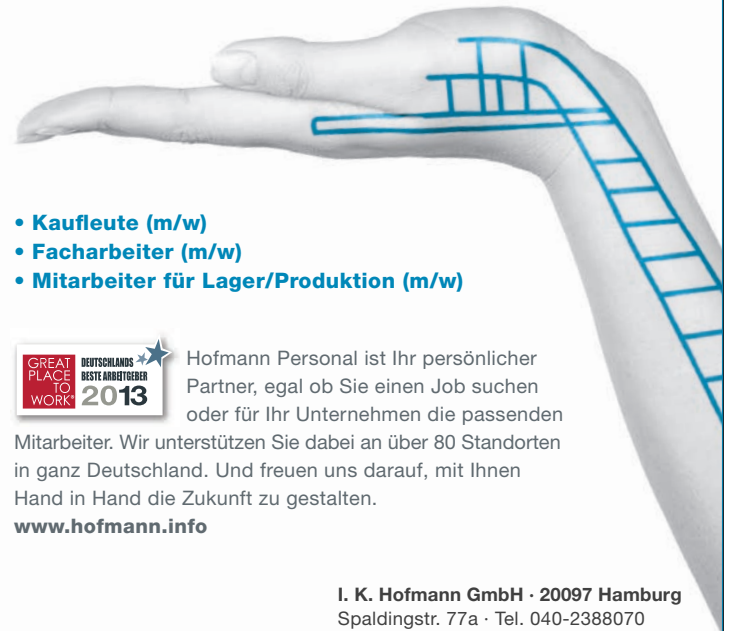 • Kaufleute (m/w)
• Facharbeiter (m/w)
• Mitarbeiter für Lager/Produktion (m/w)
GREAT
PLACE
TO
WORK®
DEUTSCHLANDS
BESTE ARBEITGEBER
2013
Hofmann Personal ist Ihr persönlicher
Partner, egal ob Sie einen Job suchen
oder für Ihr Unternehmen die passenden
Mitarbeiter. Wir unterstützen Sie dabei an über 80 Standorten
in ganz Deutschland. Und freuen uns darauf, mit Ihnen
Hand in Hand die Zukunft zu gestalten.
www.hofmann.info
I. K. Hofmann GmbH · 20097 Hamburg
Spaldingstr. 77a · Tel. 040-2388070